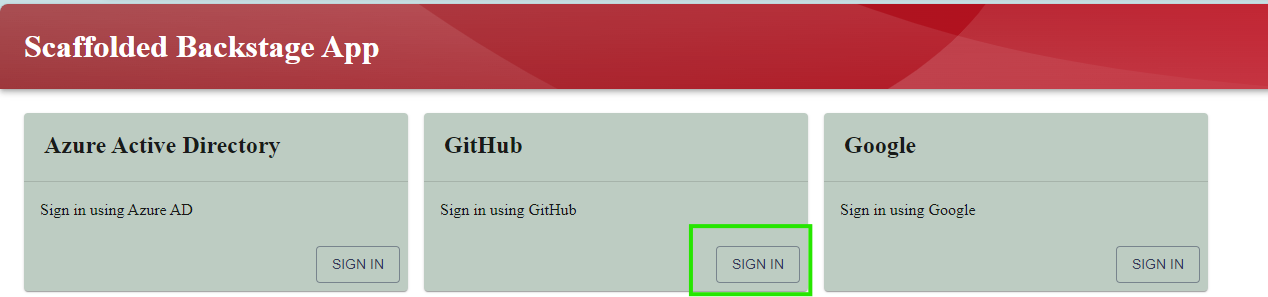 Scaffolded Backstage App
Azure Active Directory
Sign in using Azure AD
SIGN IN
GitHub
Sign in using GitHub
SIGN IN
Google
Sign in using Google
SIGN IN